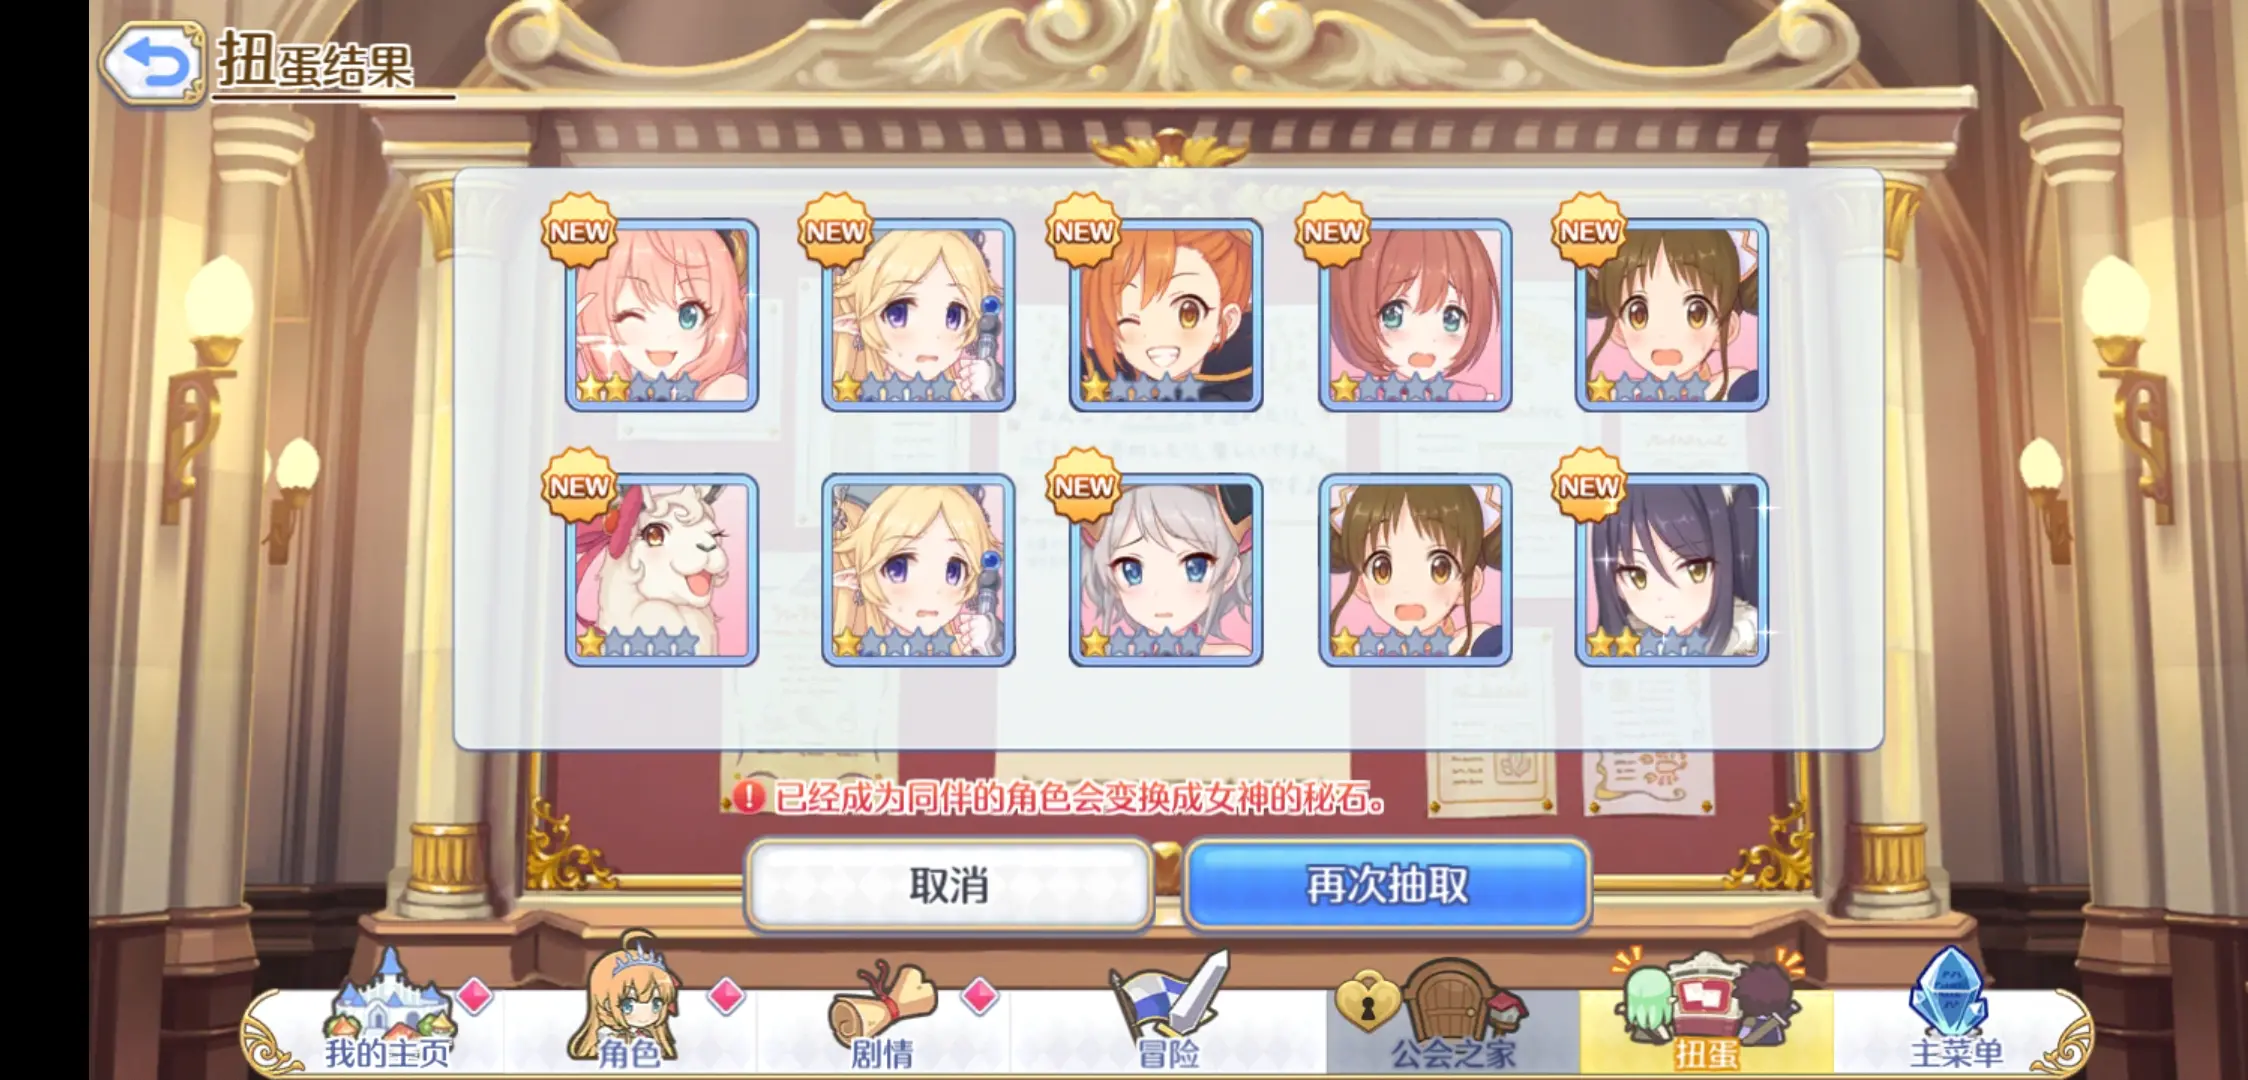 扭蛋结果
NEW NEW NEW NEW NEW
NEW NEW NEW
已经成为同伴的角色会变换成女神的秘石。
取消 再次抽取
我的主页 角色 剧情 冒险 公会之家 扭蛋 主菜单